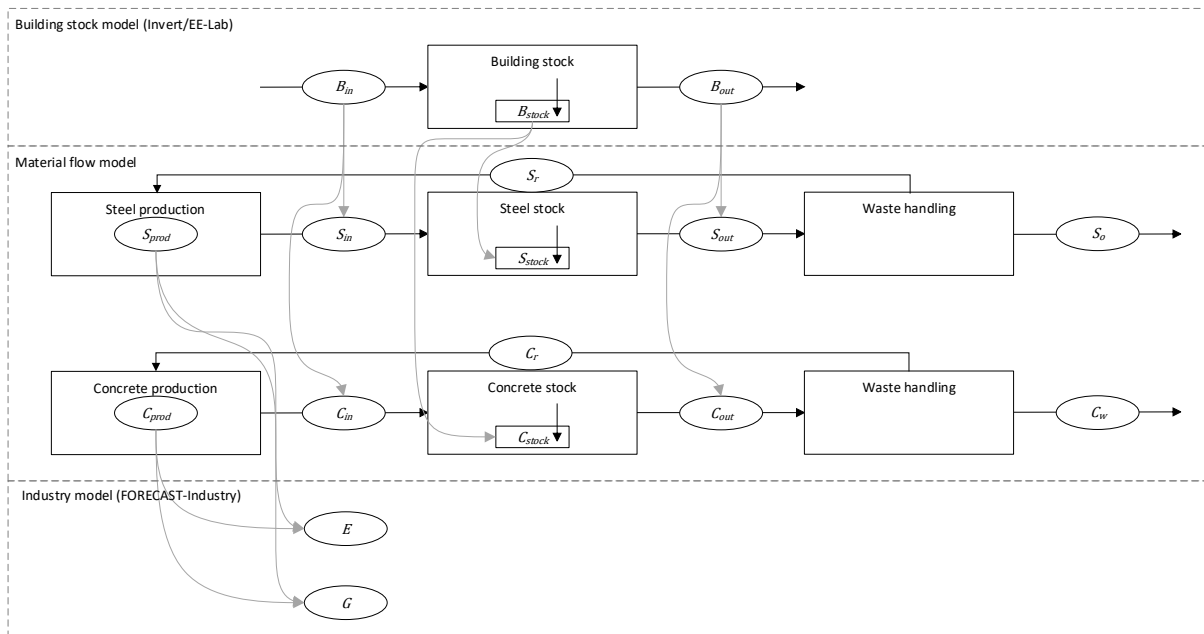 Building stock model (Invert/EE-Lab)
Building stock
B_in
B_out
B_stock
Material flow model
S_r
Steel production
Steel stock
Waste handling
S_prod
S_in
S_out
S_o
S_stock
C_r
Concrete production
Concrete stock
Waste handling
C_prod
C_in
C_out
C_w
C_stock
Industry model (FORECAST-Industry)
E
G